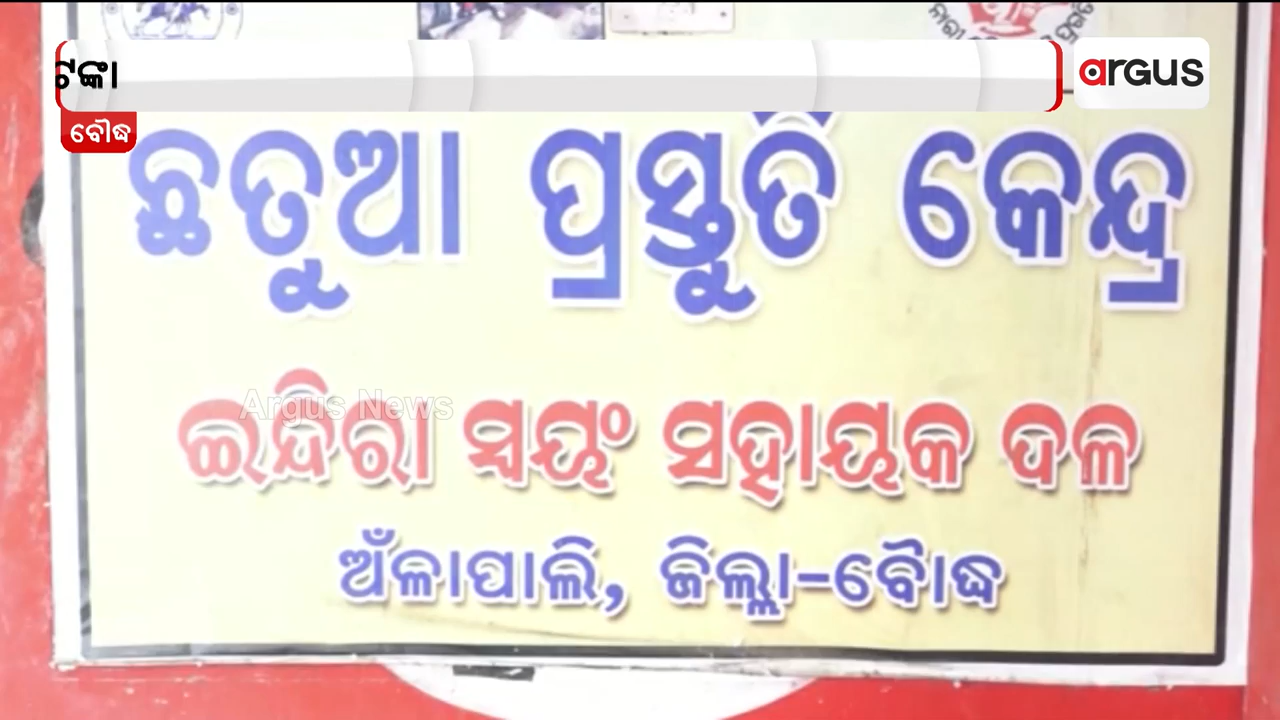 ଟଙ୍କା
argus
ବୌଦ୍ଧ
ଛତୁଆ ପ୍ରସ୍ତୁତି କେନ୍ଦ୍ର
Argus News
ଇନ୍ଦିରା ସ୍ୱୟଂ ସହାୟକ ଦଳ
ଅଁଳାପାଲି, ଜିଲ୍ଲା-ବୌଦ୍ଧ